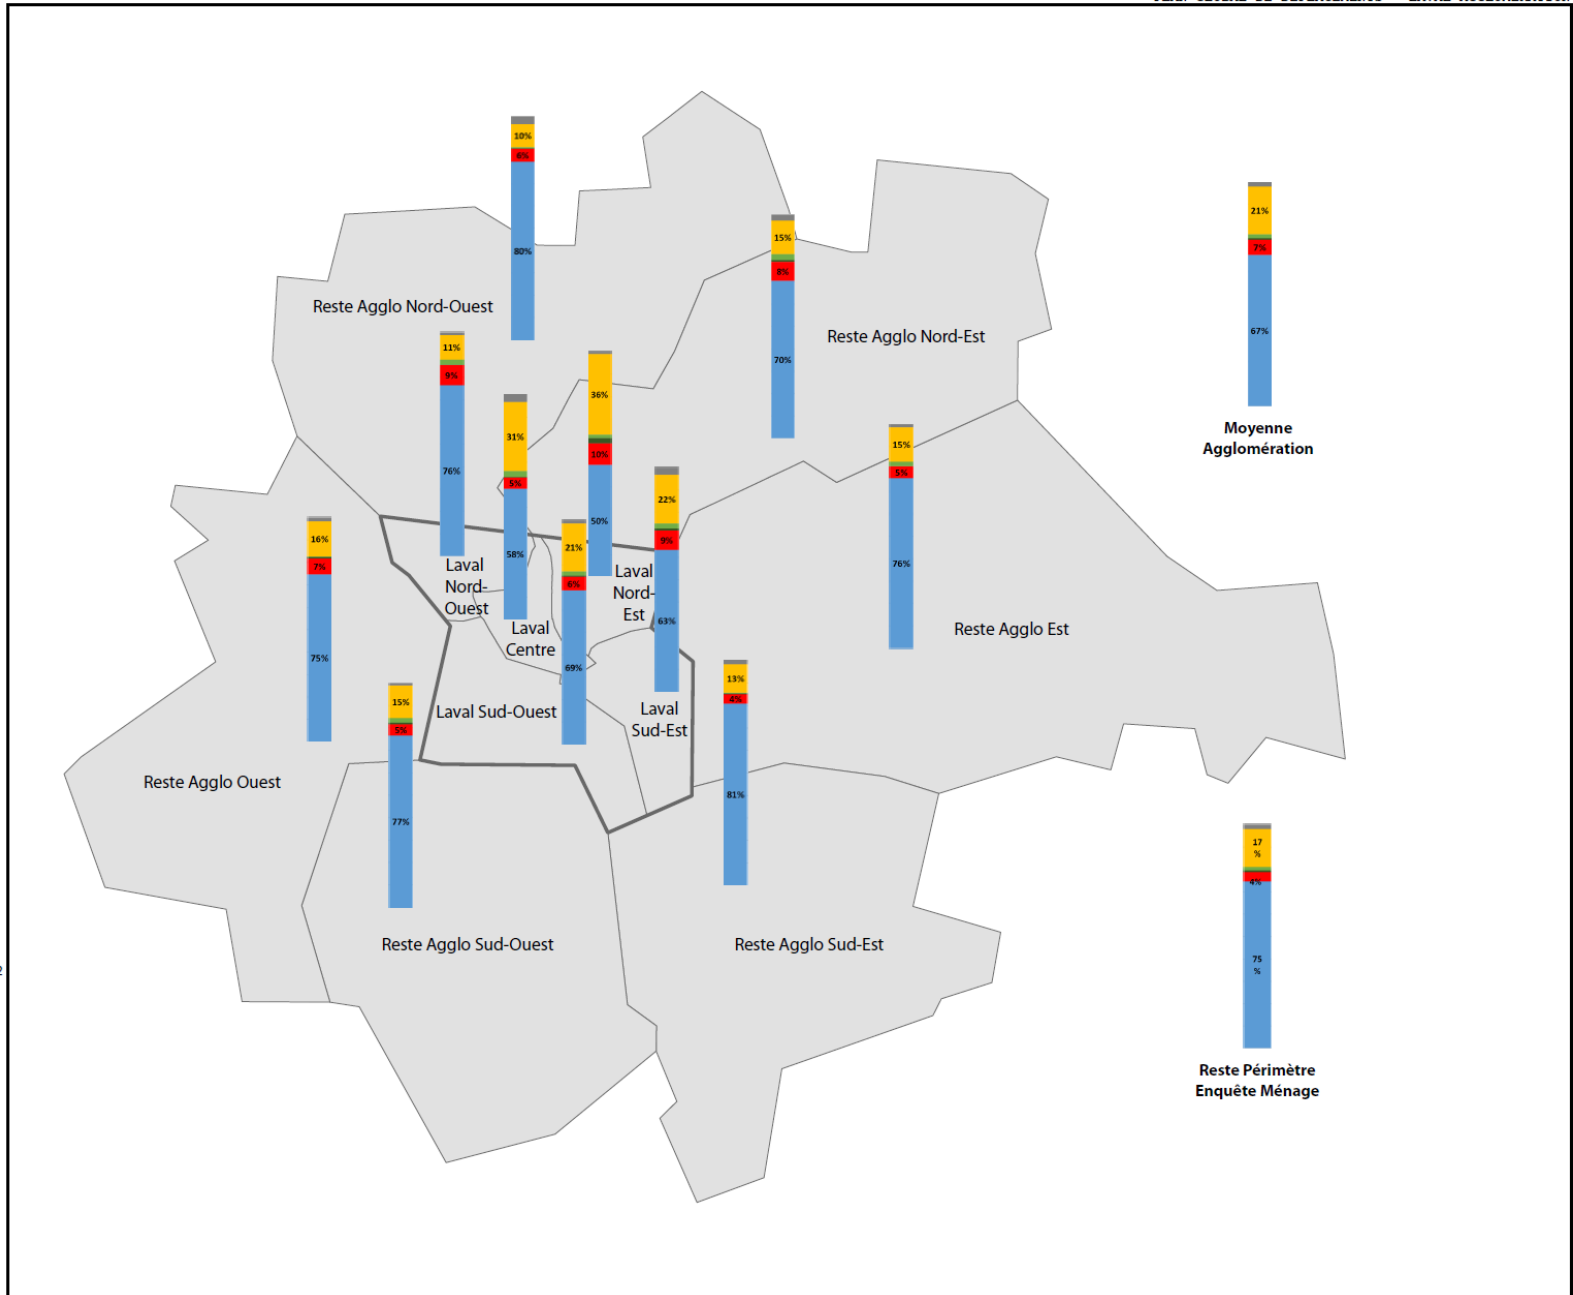 10%
6%
80%
15%
8%
70%
21%
7%
67%
Moyenne
Agglomération
Reste Agglo Nord-Ouest
Reste Agglo Nord-Est
11%
9%
76%
31%
5%
58%
36%
10%
50%
22%
9%
63%
15%
5%
76%
16%
7%
75%
21%
6%
69%
Laval
Nord-
Ouest
Laval
Nord-
Est
Laval
Centre
Reste Agglo Est
Laval Sud-Ouest
Laval
Sud-Est
15%
5%
77%
13%
4%
81%
Reste Agglo Ouest
17
%
4%
75
%
Reste Agglo Sud-Ouest
Reste Agglo Sud-Est
2
Reste Périmètre
Enquête Ménage